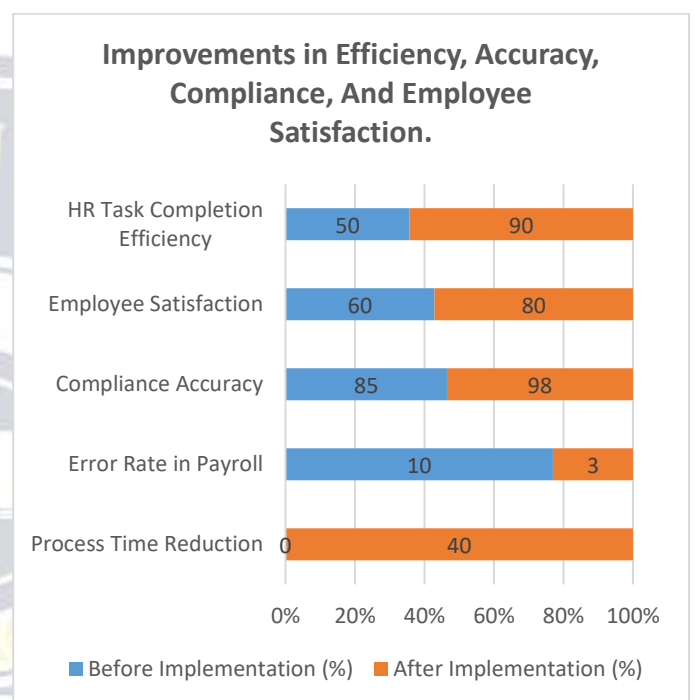 Improvements in Efficiency, Accuracy,
Compliance, And Employee
Satisfaction.
HR Task Completion
Efficiency
50 90
Employee Satisfaction 60 80
Compliance Accuracy 85 98
Error Rate in Payroll 10 3
Process Time Reduction 0 40
0% 20% 40% 60% 80% 100%
Before Implementation (%) After Implementation (%)